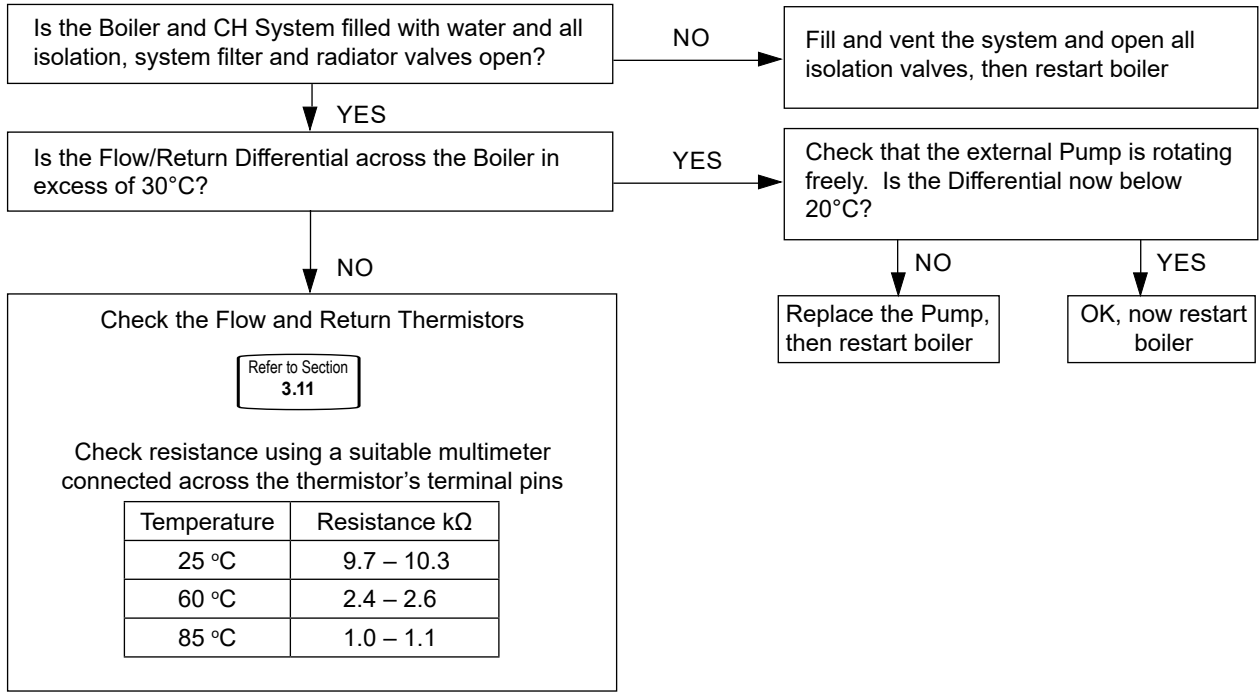 Is the Boiler and CH System filled with water and all
isolation, system filter and radiator valves open?
NO
Fill and vent the system and open all
isolation valves, then restart boiler
YES
Is the Flow/Return Differential across the Boiler in
excess of 30°C?
YES
Check that the external Pump is rotating
freely. Is the Differential now below
20°C?
NO
NO
YES
Replace the Pump,
then restart boiler
OK, now restart
boiler
Check the Flow and Return Thermistors
Refer to Section
3.11
Check resistance using a suitable multimeter
connected across the thermistor's terminal pins
Temperature Resistance kΩ
25 °C 9.7 – 10.3
60 °C 2.4 – 2.6
85 °C 1.0 – 1.1